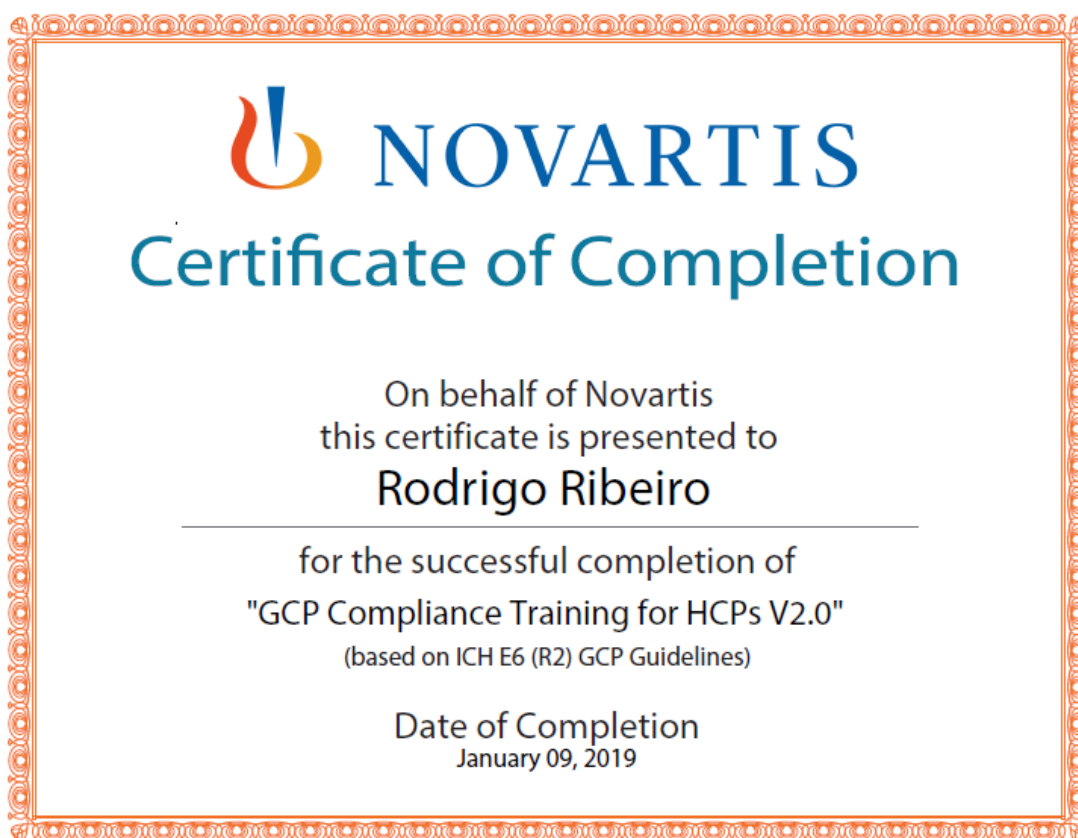 NOVARTIS
Certificate of Completion
On behalf of Novartis
this certificate is presented to
Rodrigo Ribeiro
for the successful completion of
"GCP Compliance Training for HCPs V2.0"
(based on ICH E6 (R2) GCP Guidelines)
Date of Completion
January 09, 2019